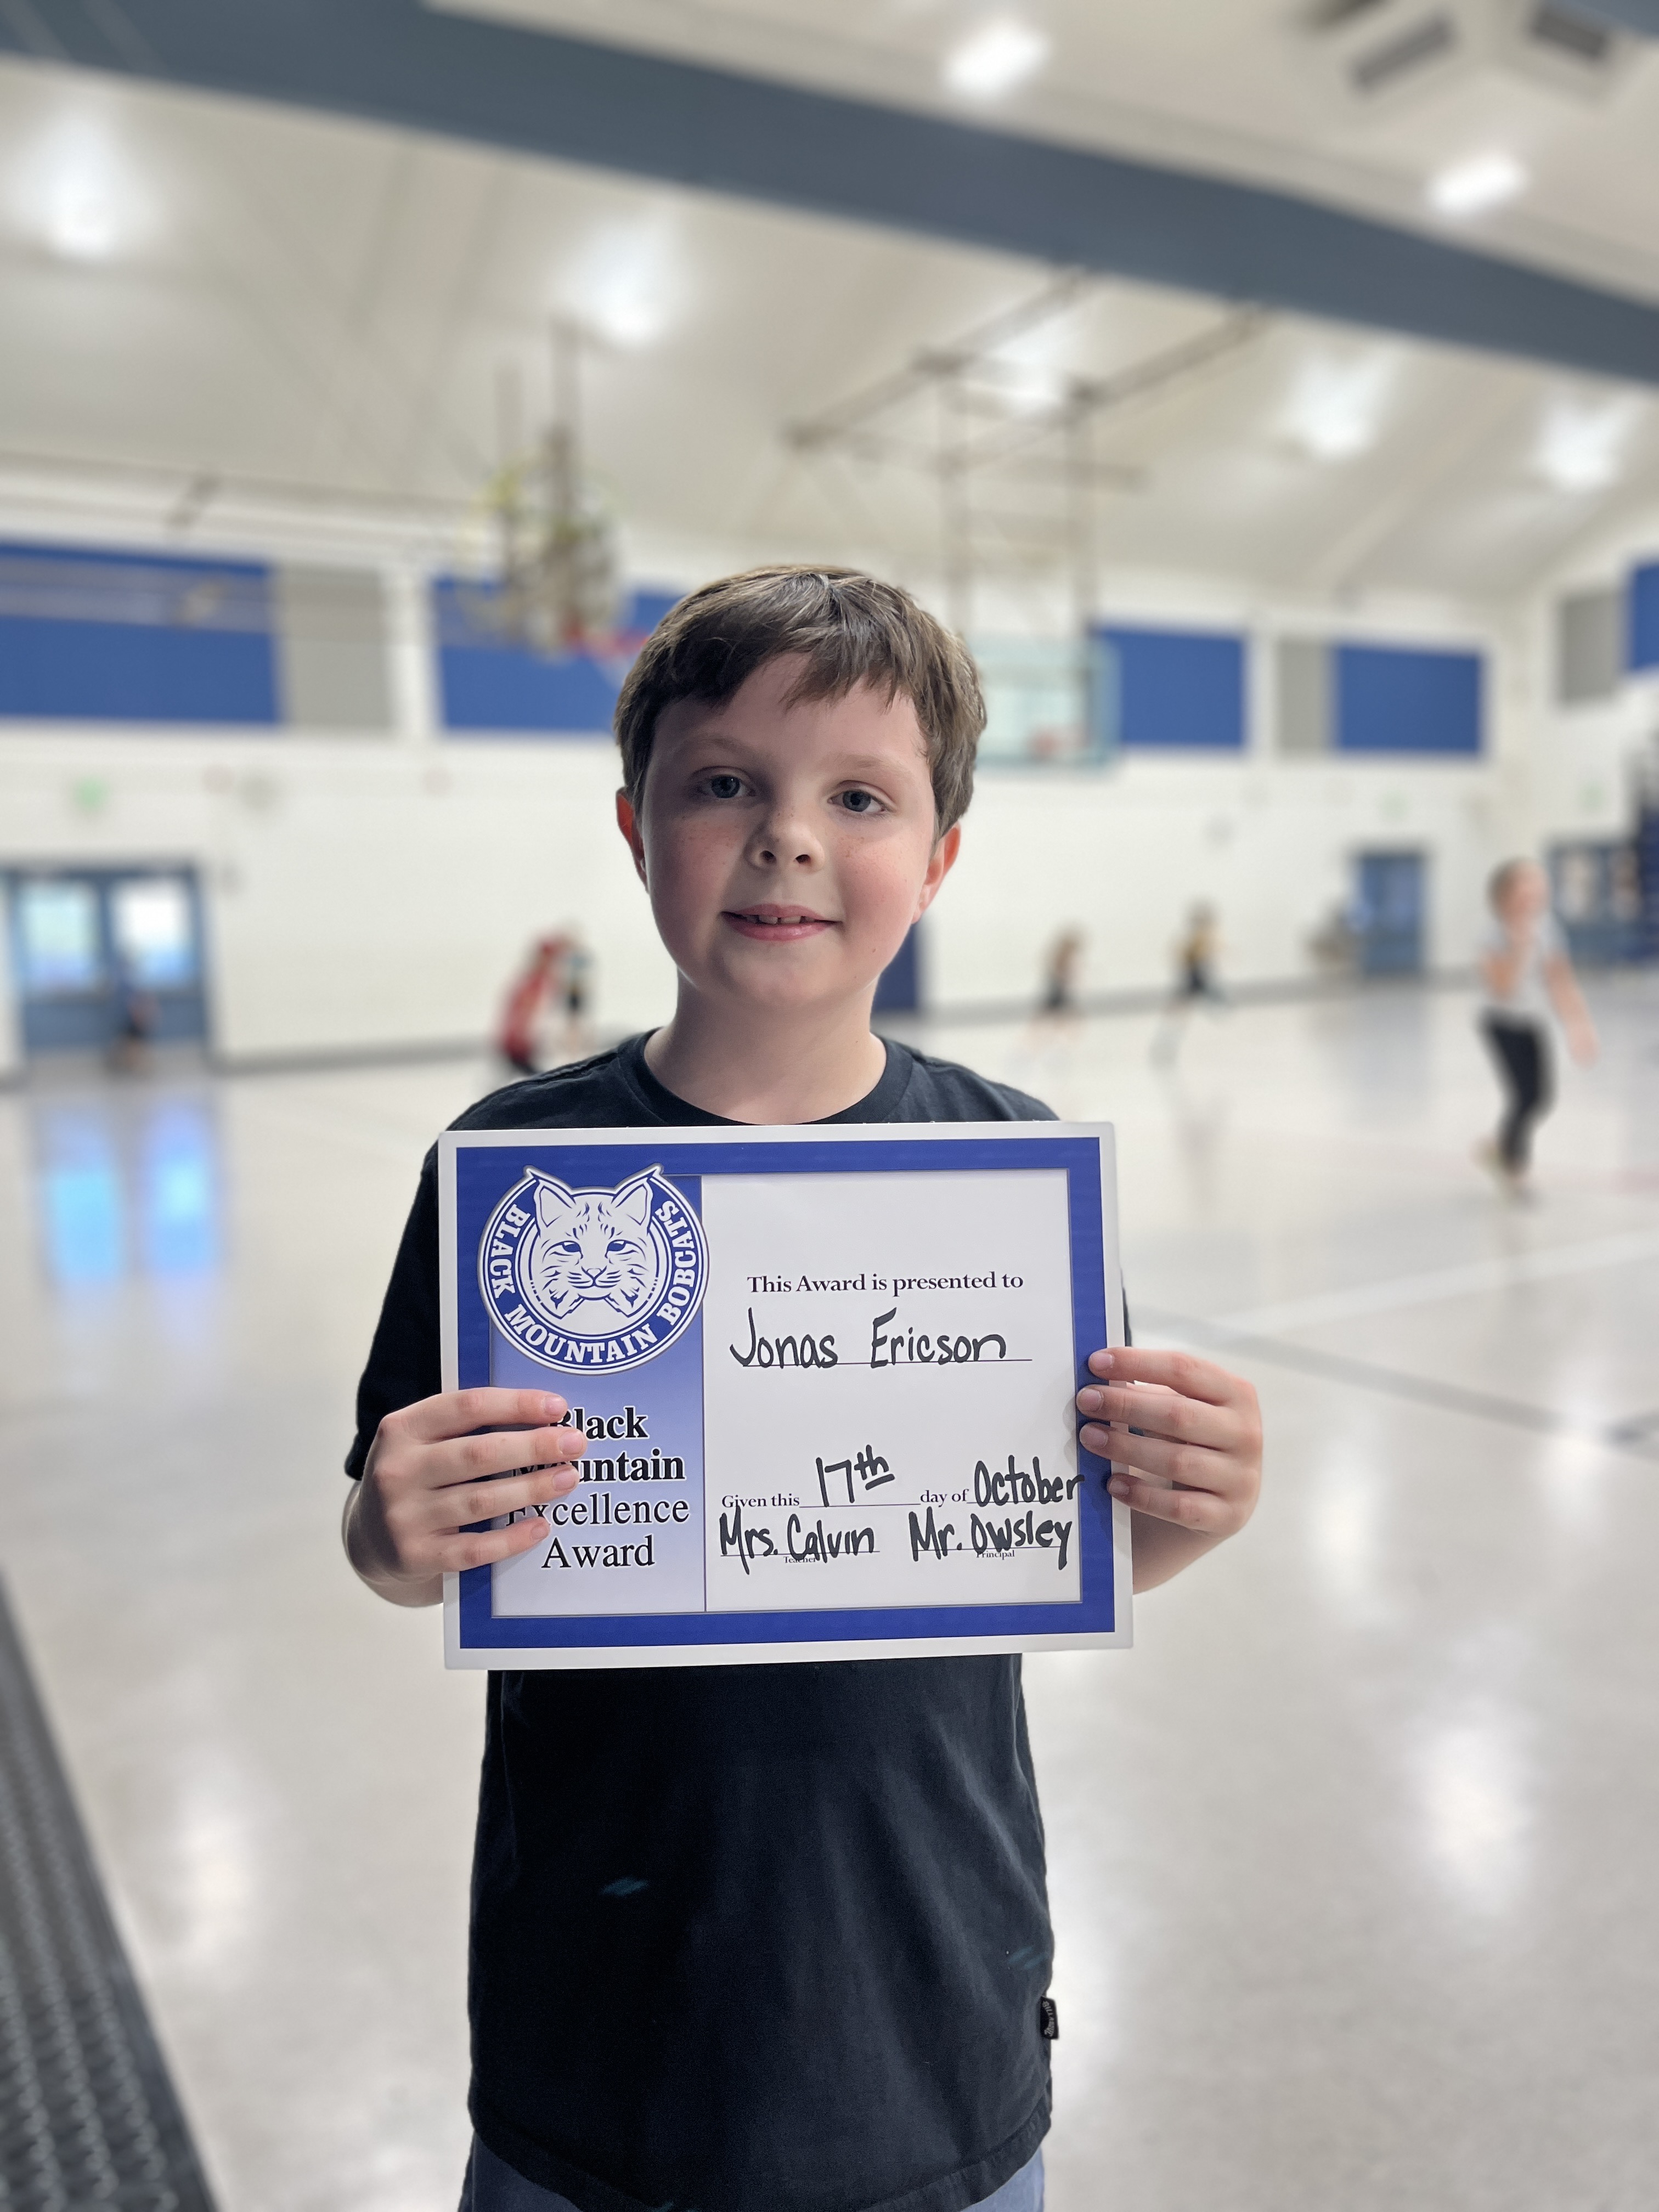 BLACK MOUNTAIN BOBCATS
Black
Mountain
Excellence
Award
This Award is presented to
Jonas Ericson
Given this 17th day of October
Mrs. Calvin Mr. Owsley
Teacher Principal